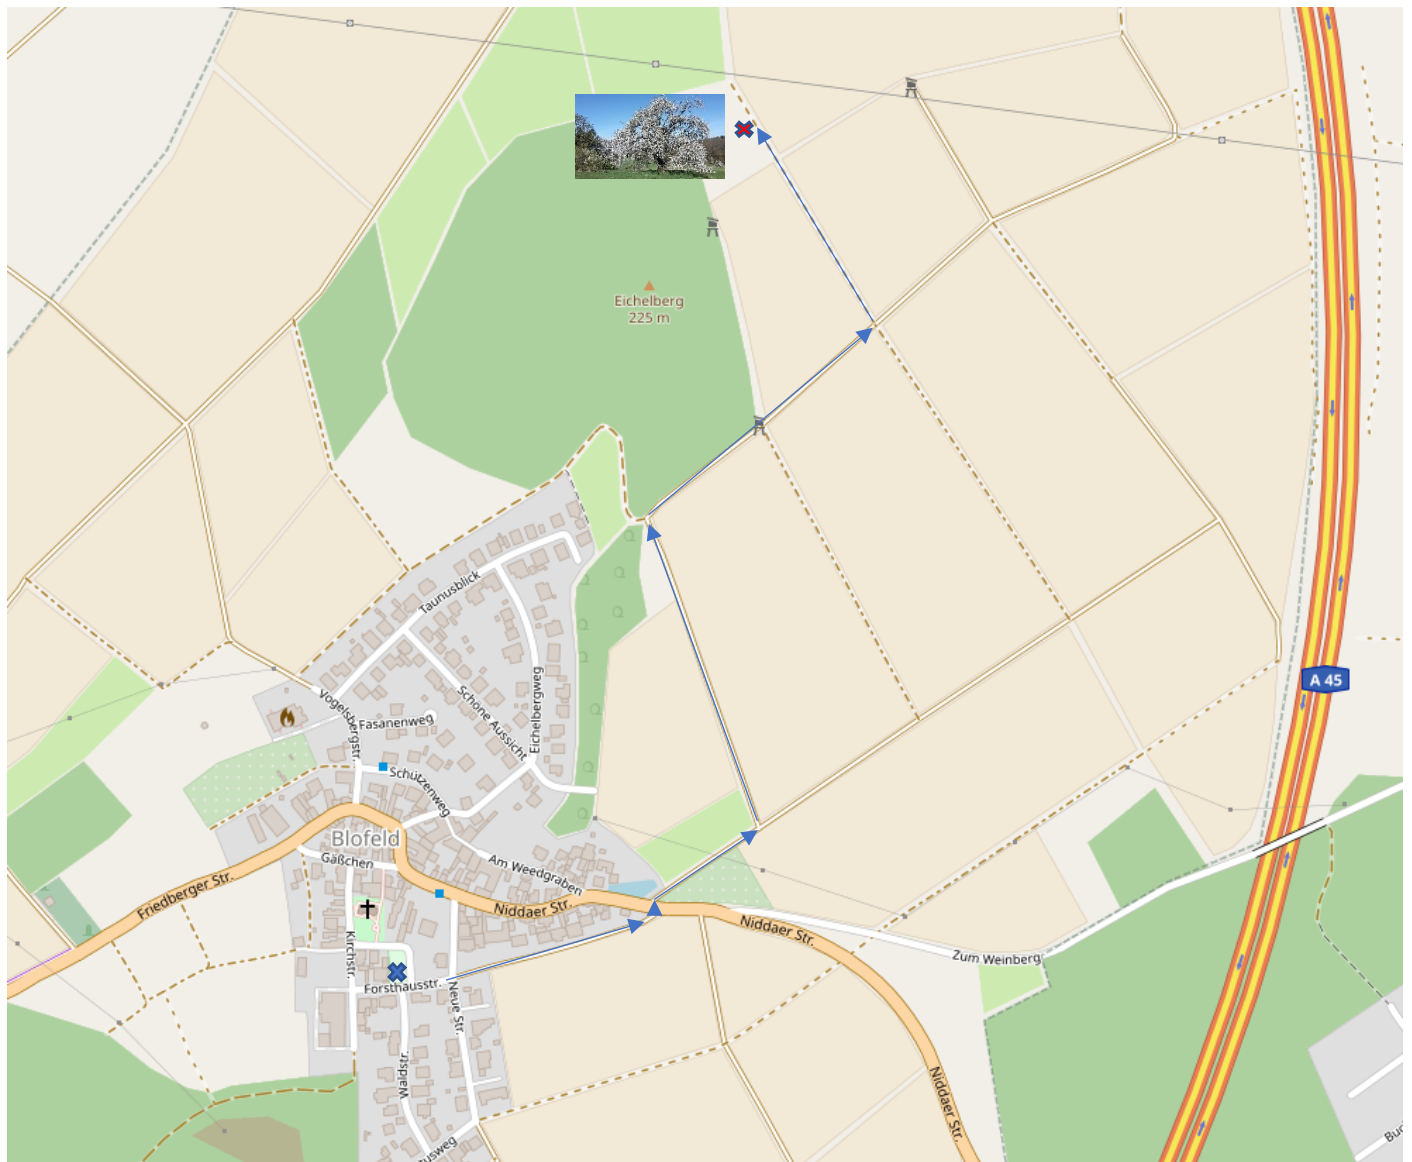 Eichelberg
225 m
Taunusblick
Schöne Aussicht
Eichelbergweg
Vogelsbergstr.
Fasanenweg
A 45
Schützenweg
Blofeld
Gäßchen
Am Weedgraben
Friedberger Str.
Niddaer Str.
Niddaer Str.
Kirchstr.
Zum Weinberg
Forsthausstr.
Neue Str.
Waldstr.
Niddaer Str.